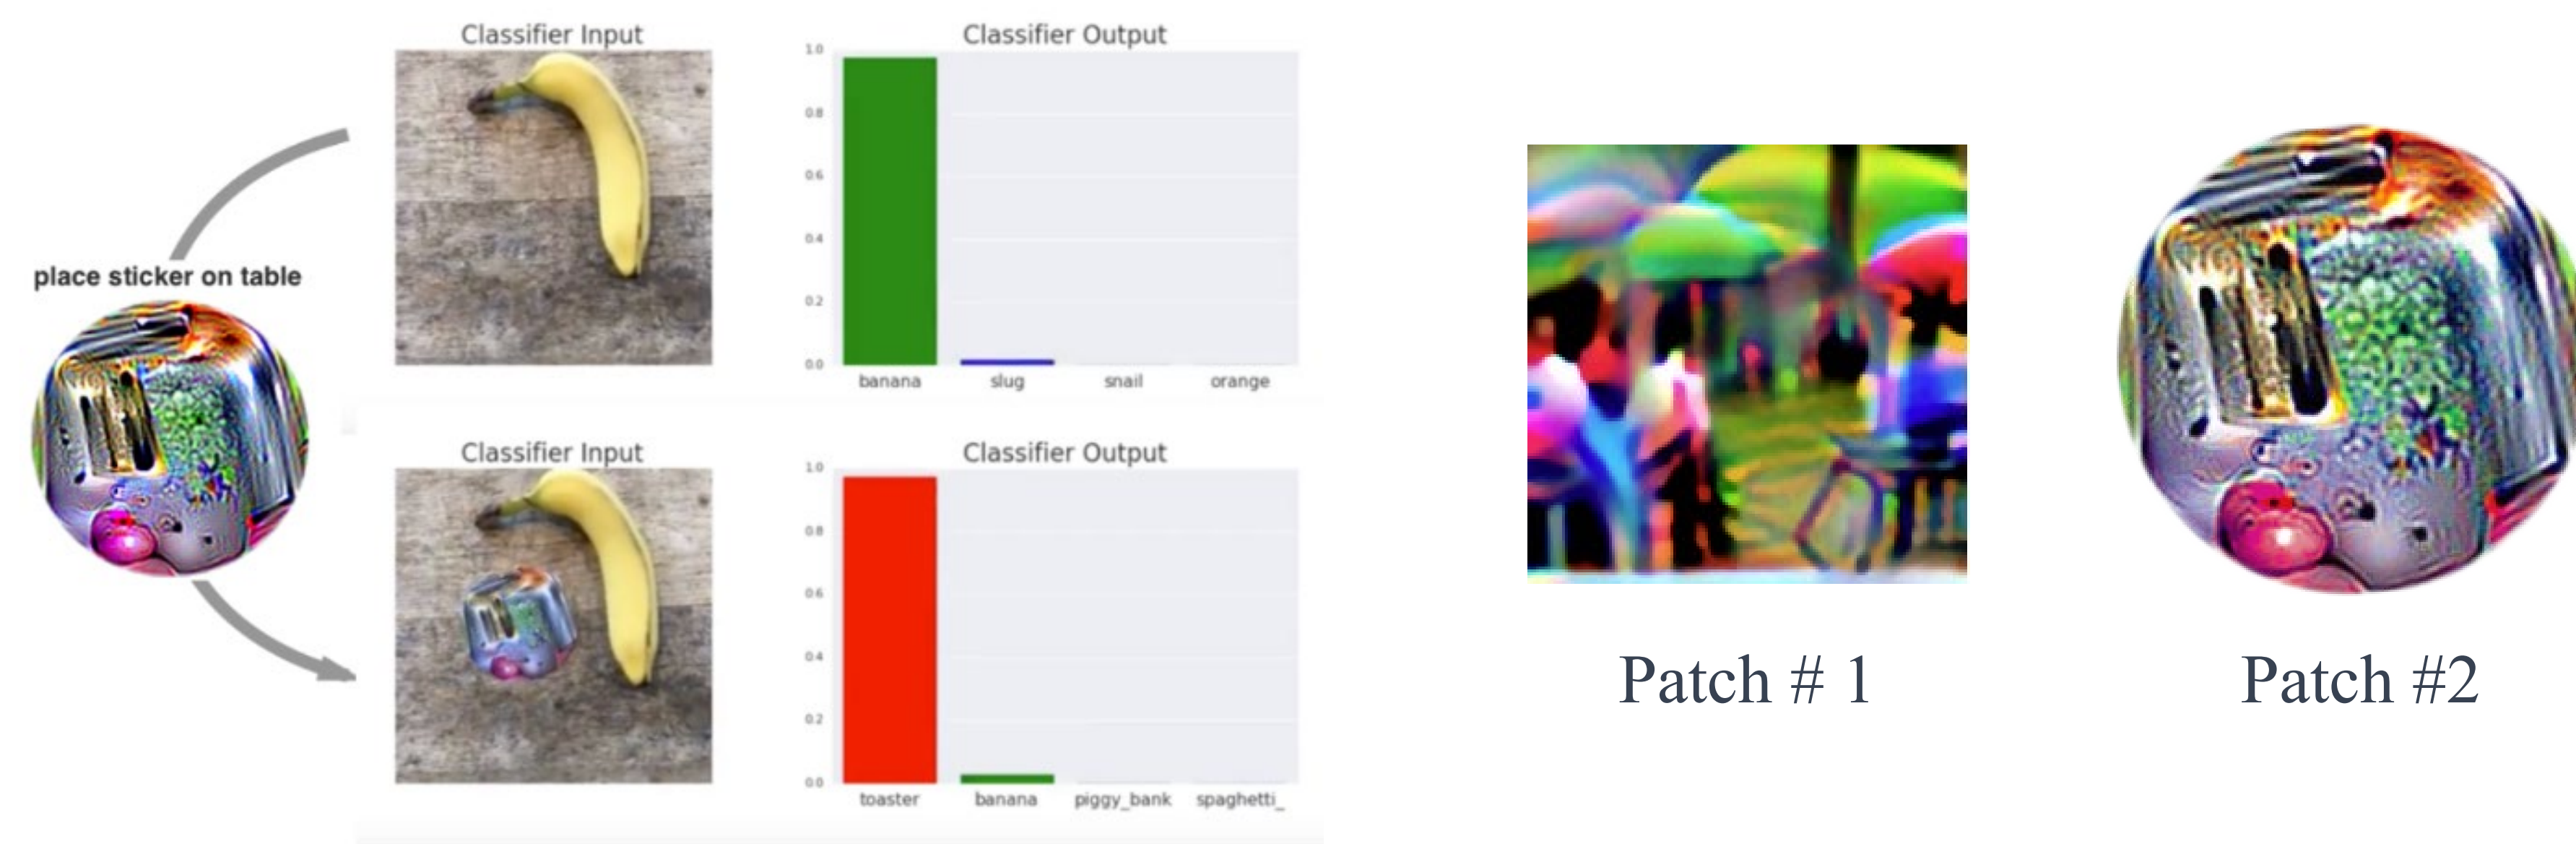 place sticker on table
Classifier Input
Classifier Output
1.0
0.8
0.6
0.4
0.2
0.0
banana
slug
snail
orange
Classifier Input
Classifier Output
1.0
0.8
0.6
0.4
0.2
0.0
toaster
banana
piggy_bank
spaghetti_
Patch # 1
Patch #2